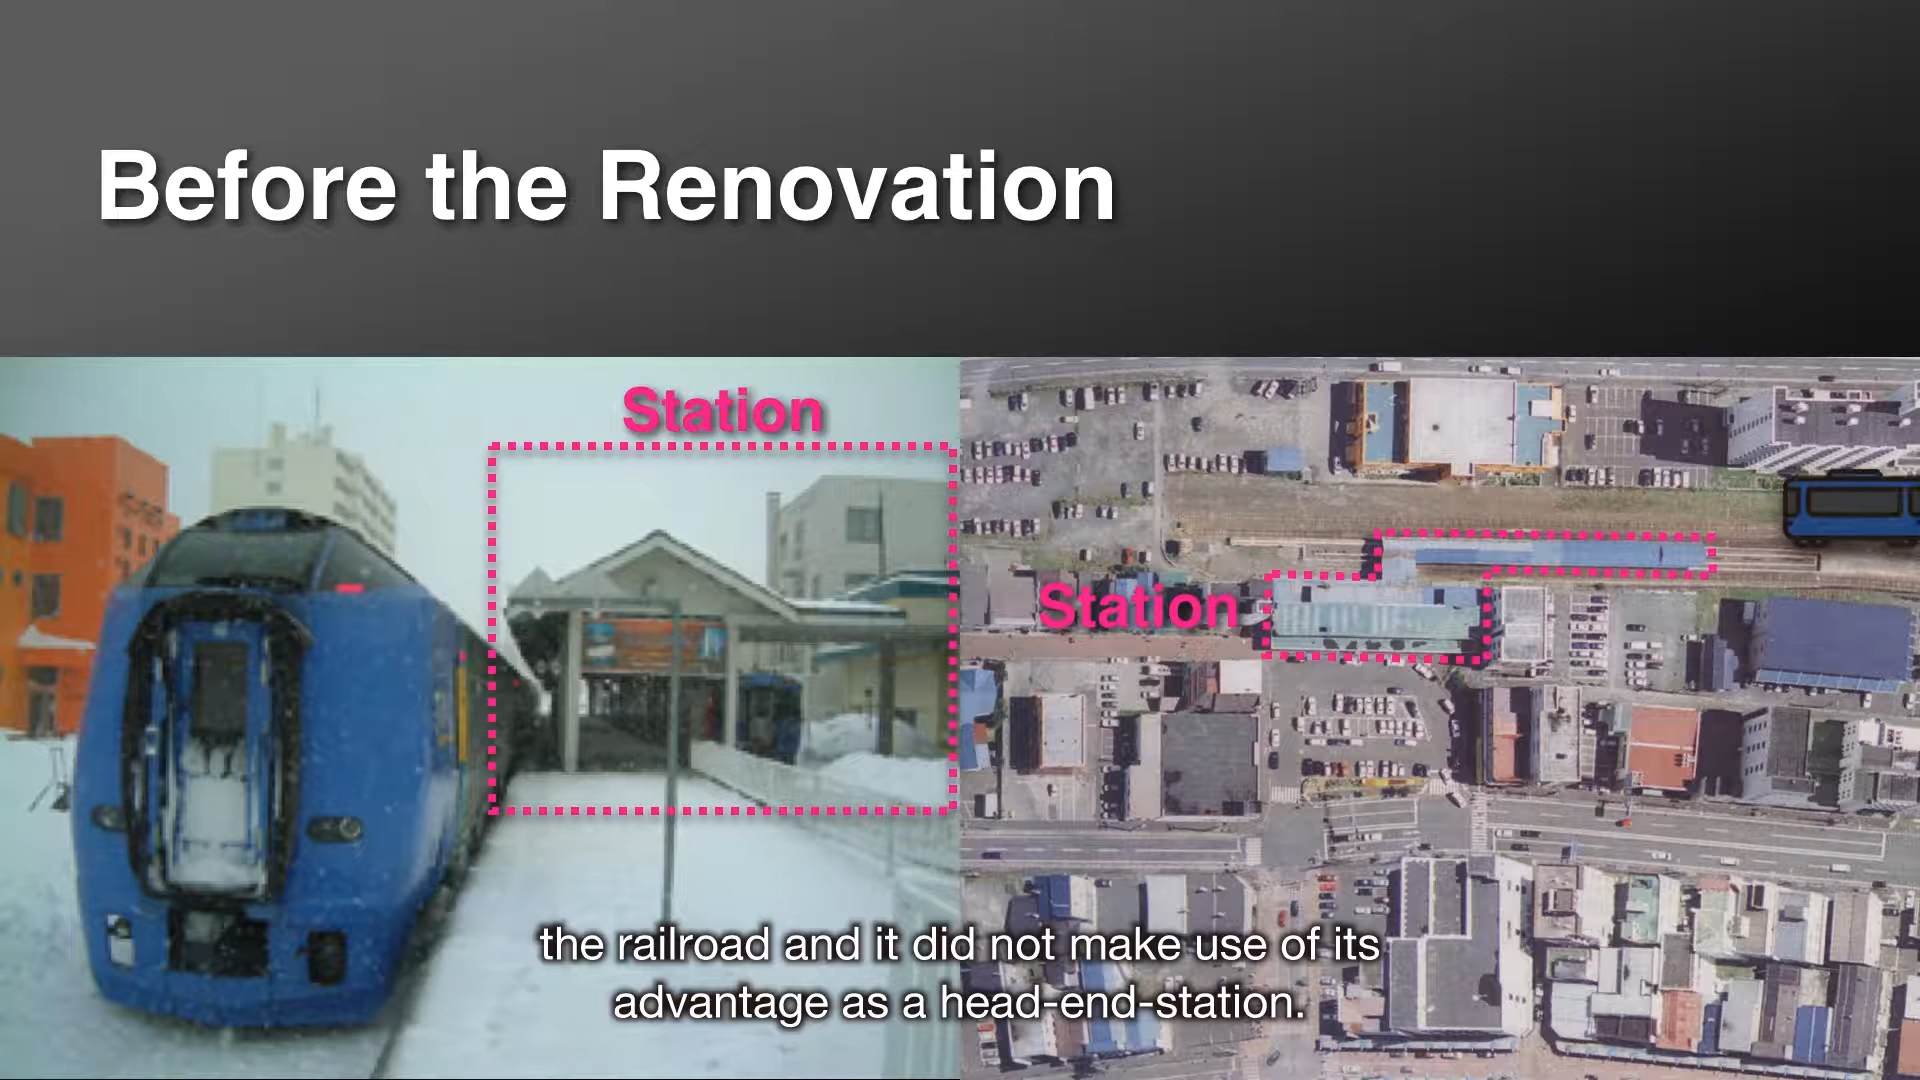 Before the Renovation
Station
Station
the railroad and it did not make use of its
advantage as a head-end-station.